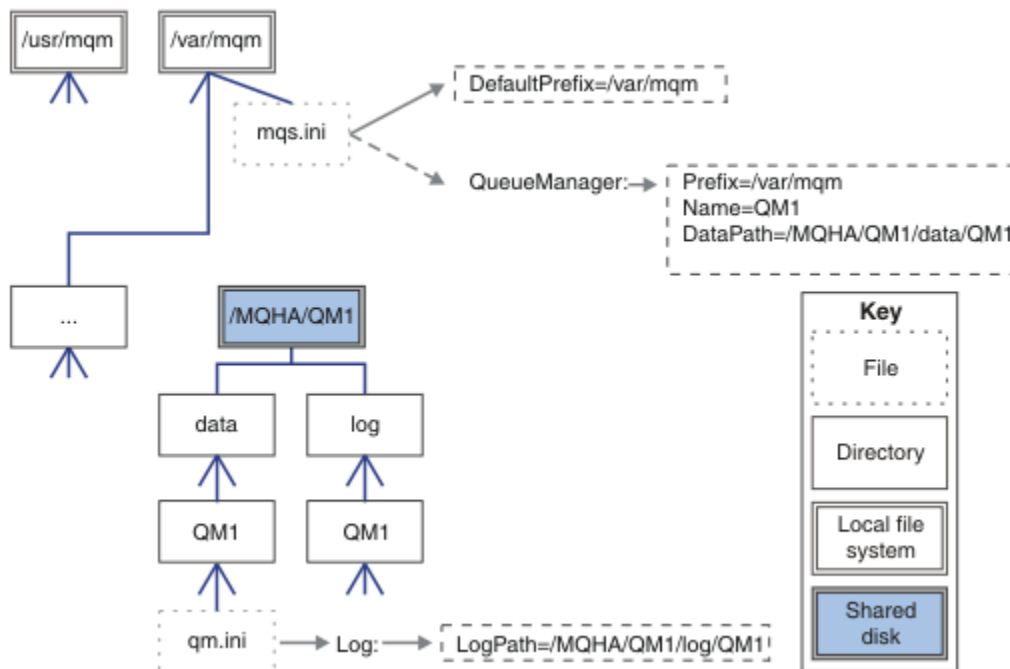 /usr/mqm
/var/mqm
mqs.ini
DefaultPrefix=/var/mqm
QueueManager:
Prefix=/var/mqm
Name=QM1
DataPath=/MQHA/QM1/data/QM1
...
/MQHA/QM1
data
log
QM1
QM1
qm.ini
Log:
LogPath=/MQHA/QM1/log/QM1
Key
File
Directory
Local file
system
Shared
disk